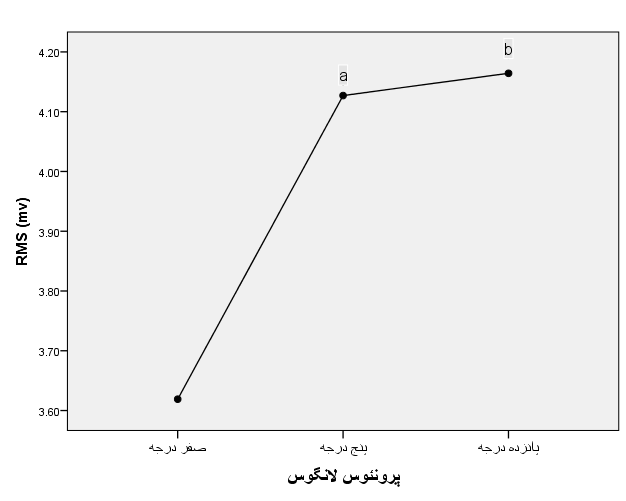 4.20
4.10
4.00
3.90
3.80
3.70
3.60
RMS (mv)
a
b
صفر درجه
پنج درجه
پانزده درجه
پرونئوس لانگوس